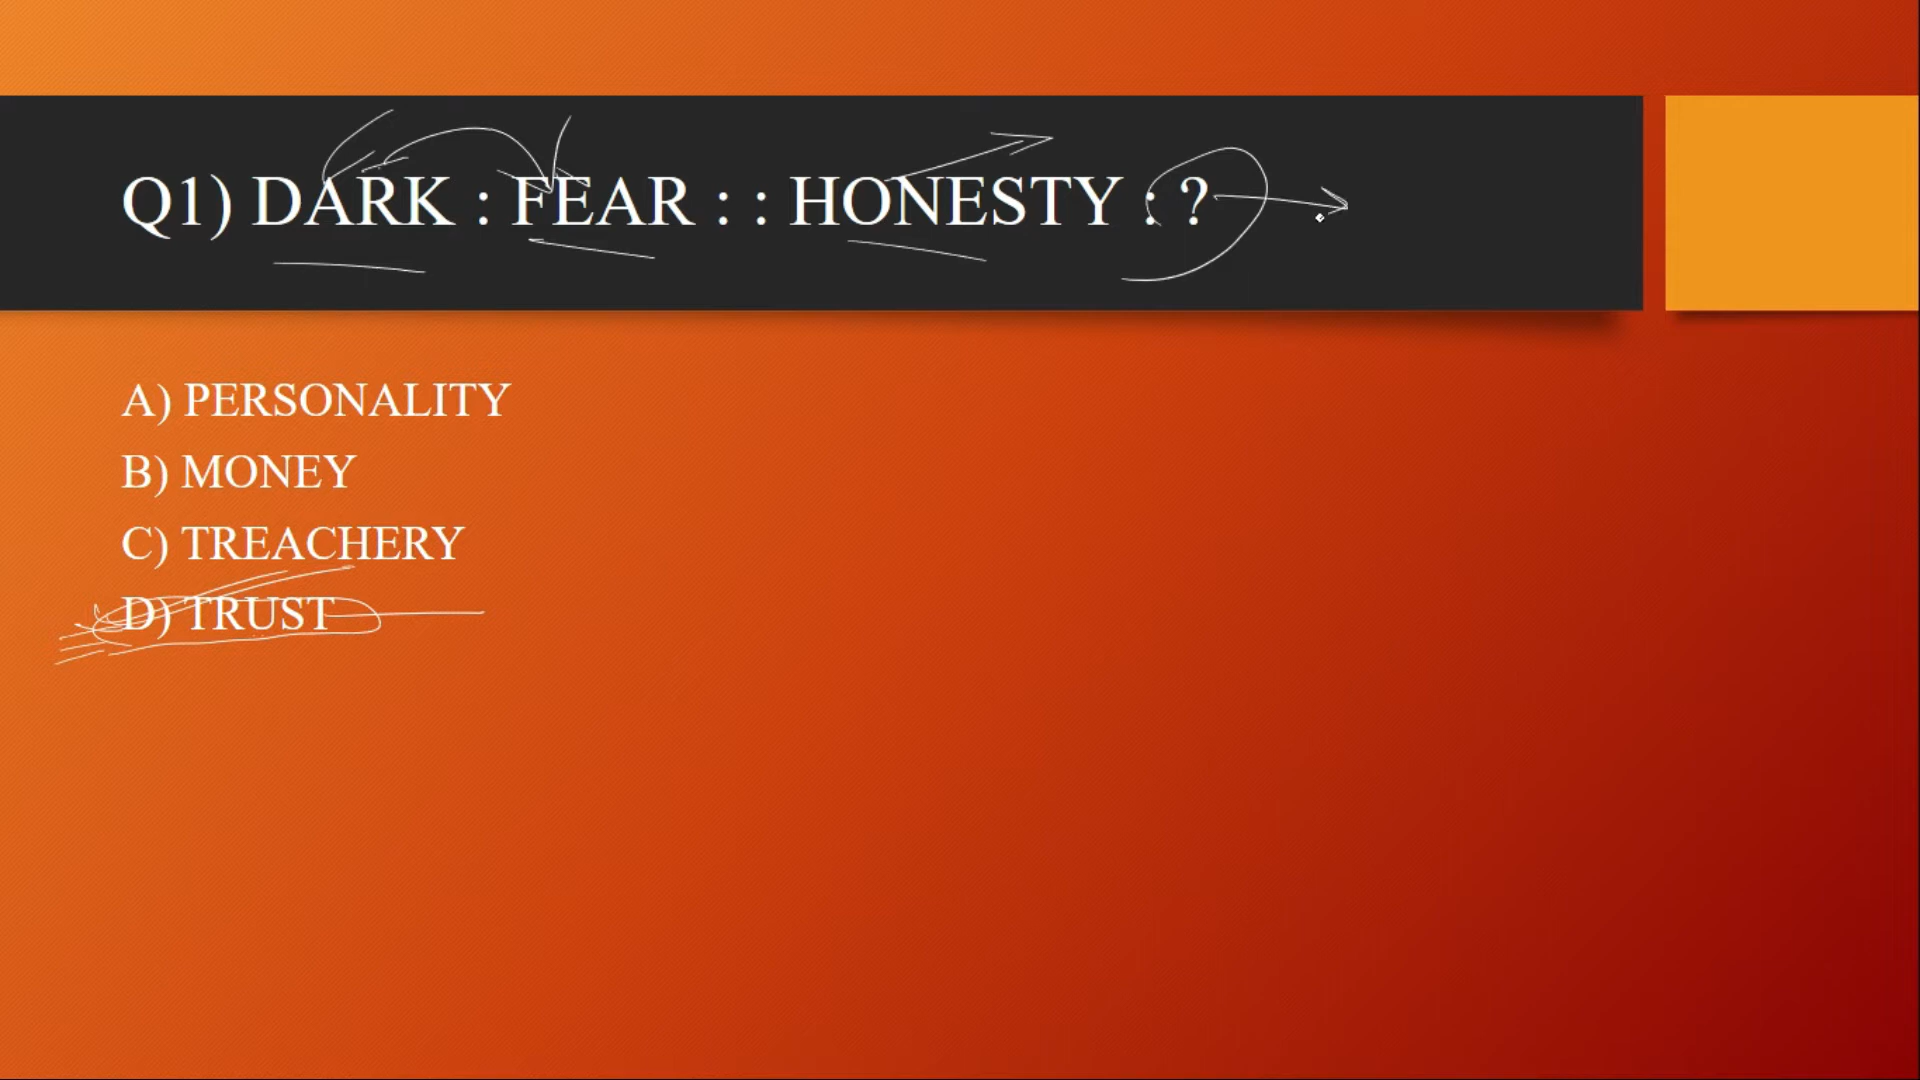 Q1) DARK : FEAR : : HONESTY : ?
A) PERSONALITY
B) MONEY
C) TREACHERY
D) TRUST